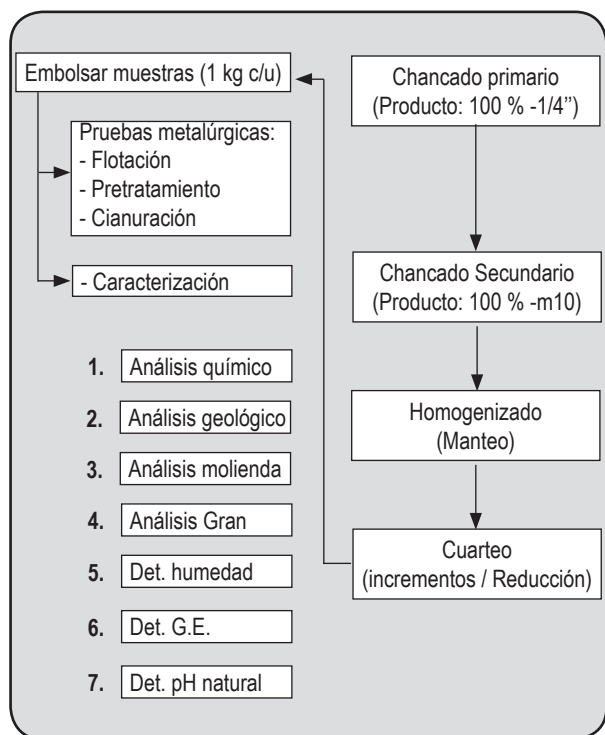 Embolsar muestras (1 kg c/u)
Pruebas metalúrgicas:
- Flotación
- Pretratamiento
- Cianuración
- Caracterización
1. Análisis químico
2. Análisis geológico
3. Análisis molienda
4. Análisis Gran
5. Det. humedad
6. Det. G.E.
7. Det. pH natural
Chancado primario
(Producto: 100 % -1/4’’)
Chancado Secundario
(Producto: 100 % -m10)
Homogenizado
(Manteo)
Cuarteo
(incrementos / Reducción)